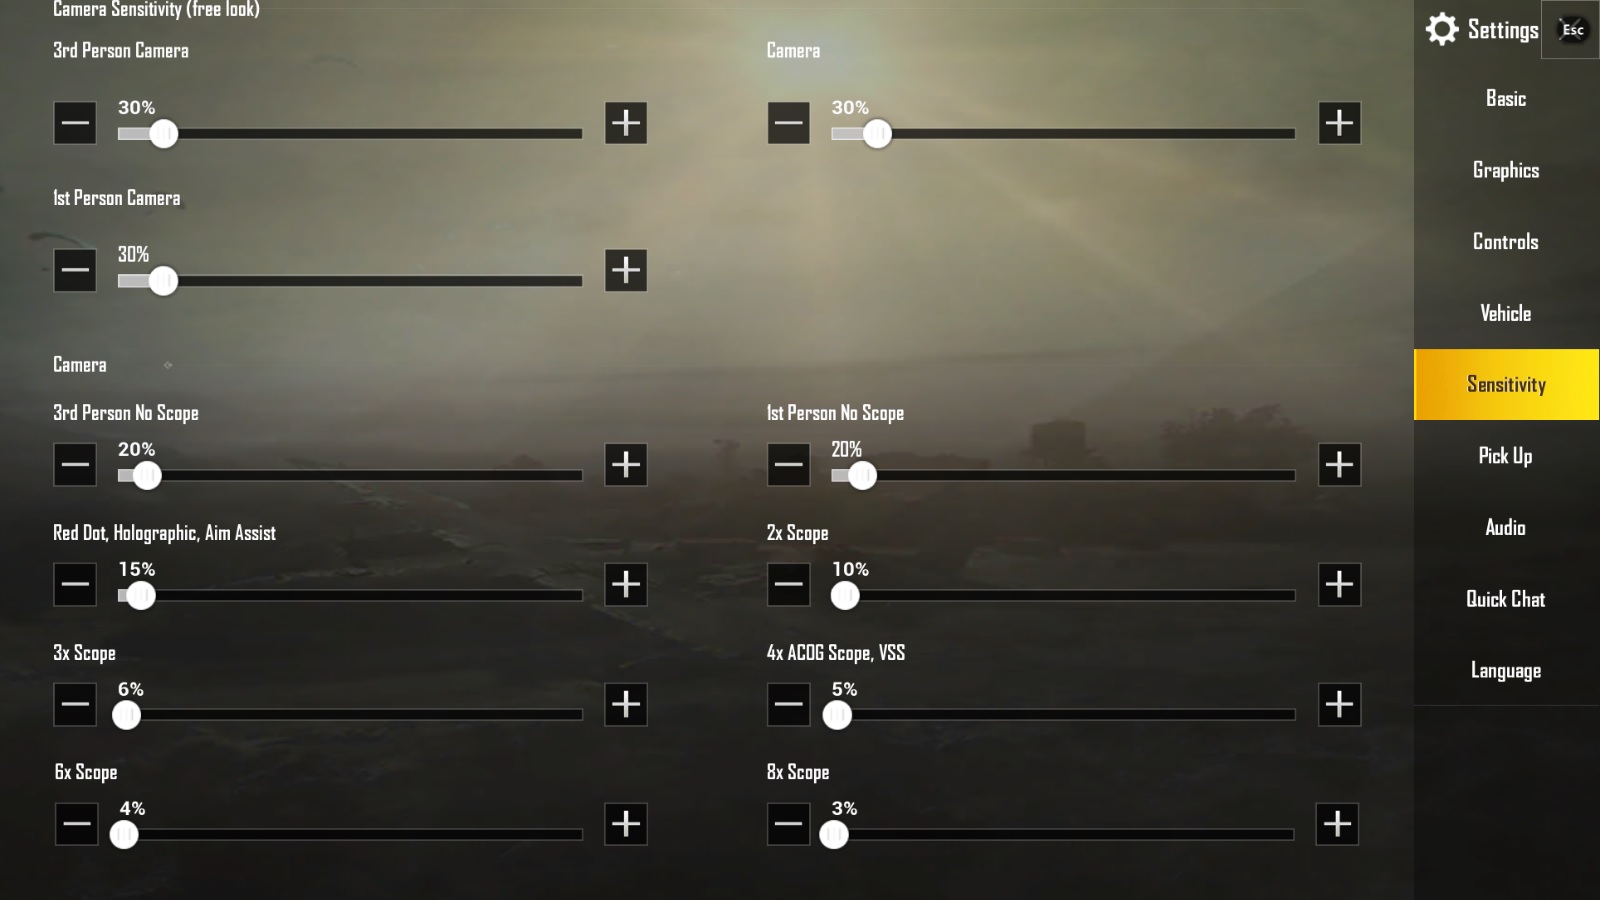 Camera Sensitivity (free look)
3rd Person Camera
30%
Camera
30%
1st Person Camera
30%
Camera
3rd Person No Scope
20%
1st Person No Scope
20%
Red Dot, Holographic, Aim Assist
15%
2x Scope
10%
3x Scope
6%
4x ACOG Scope, VSS
5%
6x Scope
4%
8x Scope
3%
Settings
Esc
Basic
Graphics
Controls
Vehicle
Sensitivity
Pick Up
Audio
Quick Chat
Language